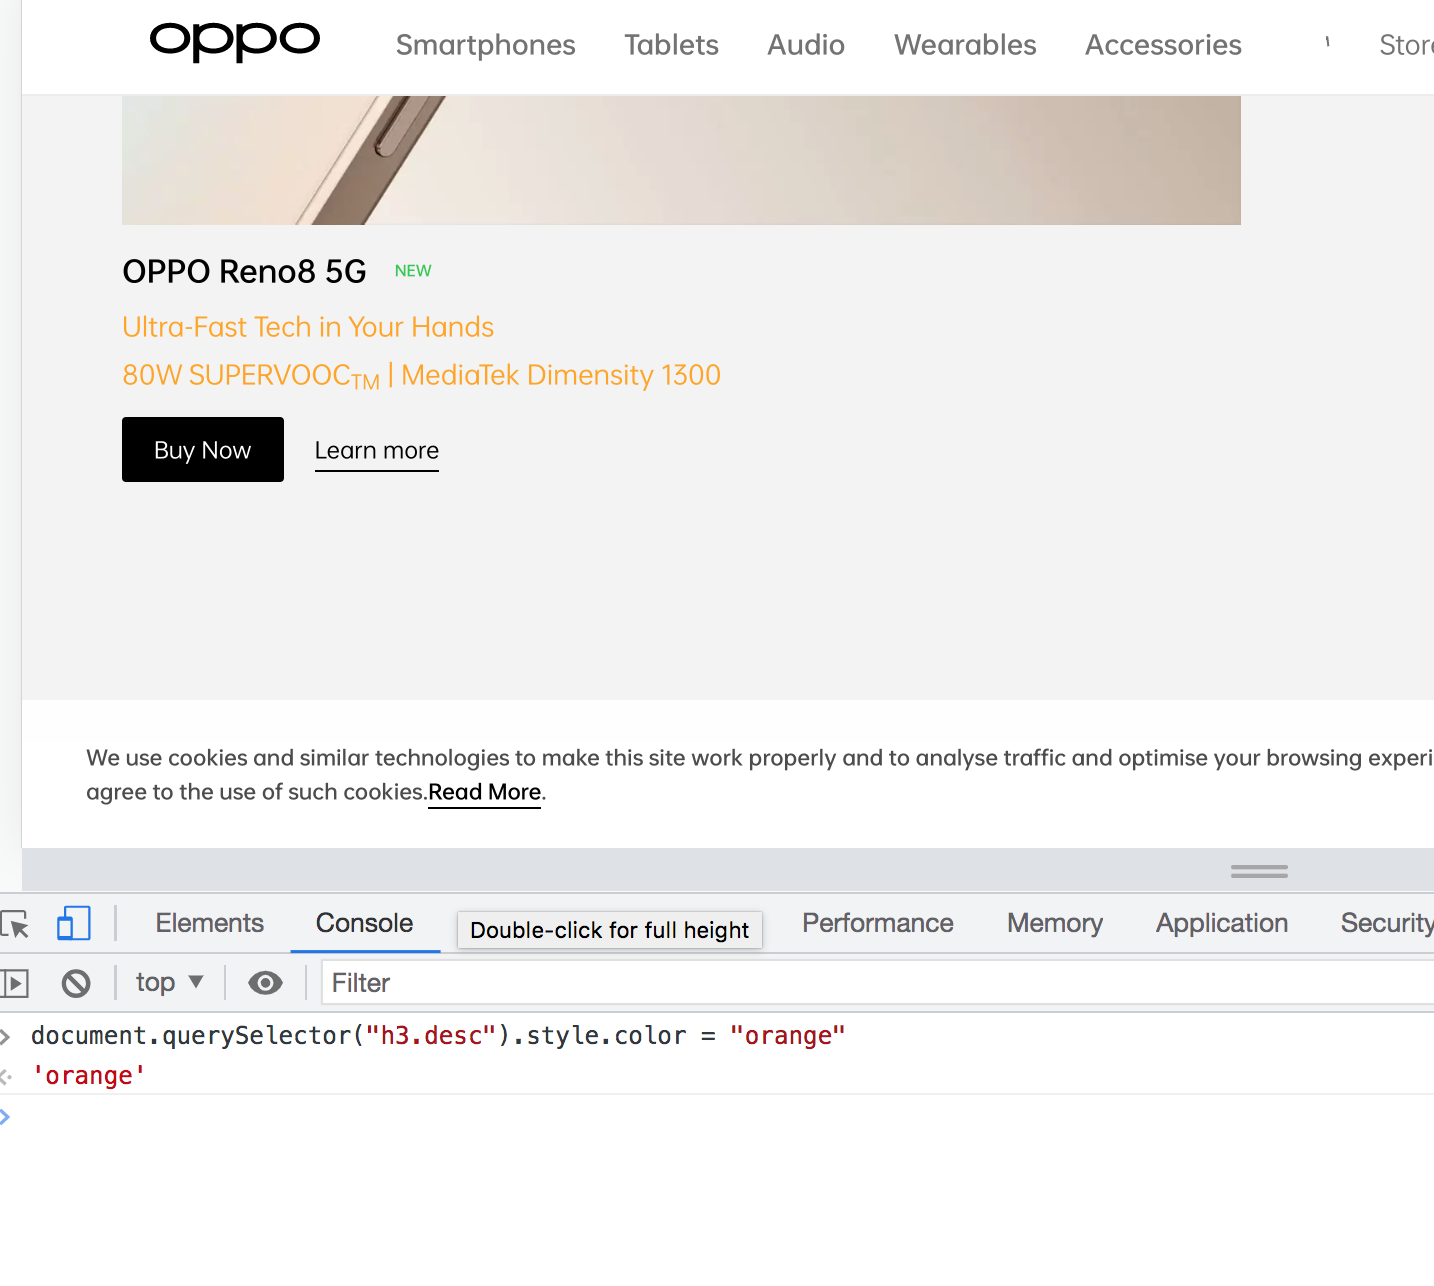 oppo Smartphones Tablets Audio Wearables Accessories Store
OPPO Reno8 5G NEW
Ultra-Fast Tech in Your Hands
80W SUPERVOOCTM | MediaTek Dimensity 1300
Buy Now Learn more
We use cookies and similar technologies to make this site work properly and to analyse traffic and optimise your browsing experi
agree to the use of such cookies.Read More.
Elements Console Double-click for full height Performance Memory Application Security
top ▼ Filter
document.querySelector("h3.desc").style.color = "orange"
'orange'